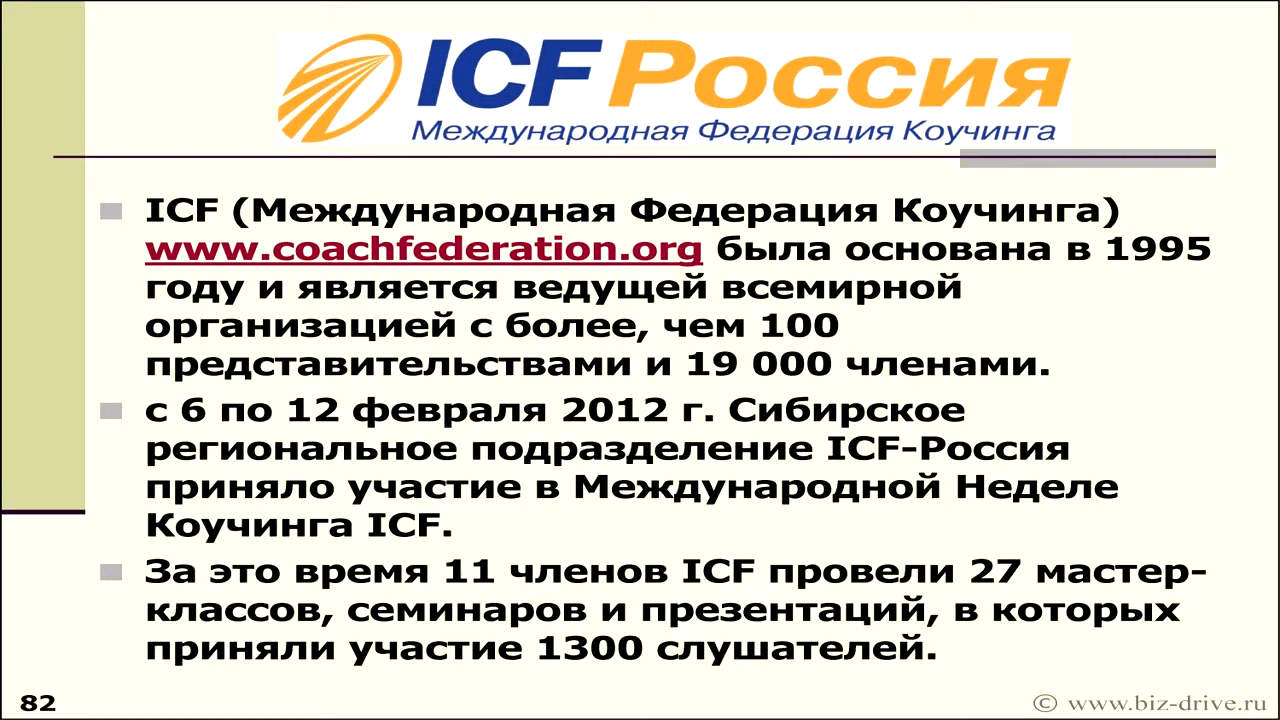 ICF Россия
Международная Федерация Коучинга
ICF (Международная Федерация Коучинга)
www.coachfederation.org была основана в 1995
году и является ведущей всемирной
организацией с более, чем 100
представительствами и 19 000 членами.
с 6 по 12 февраля 2012 г. Сибирское
региональное подразделение ICF-Россия
приняло участие в Международной Неделе
Коучинга ICF.
За это время 11 членов ICF провели 27 мастер-
классов, семинаров и презентаций, в которых
приняли участие 1300 слушателей.
82
© www.biz-drive.ru